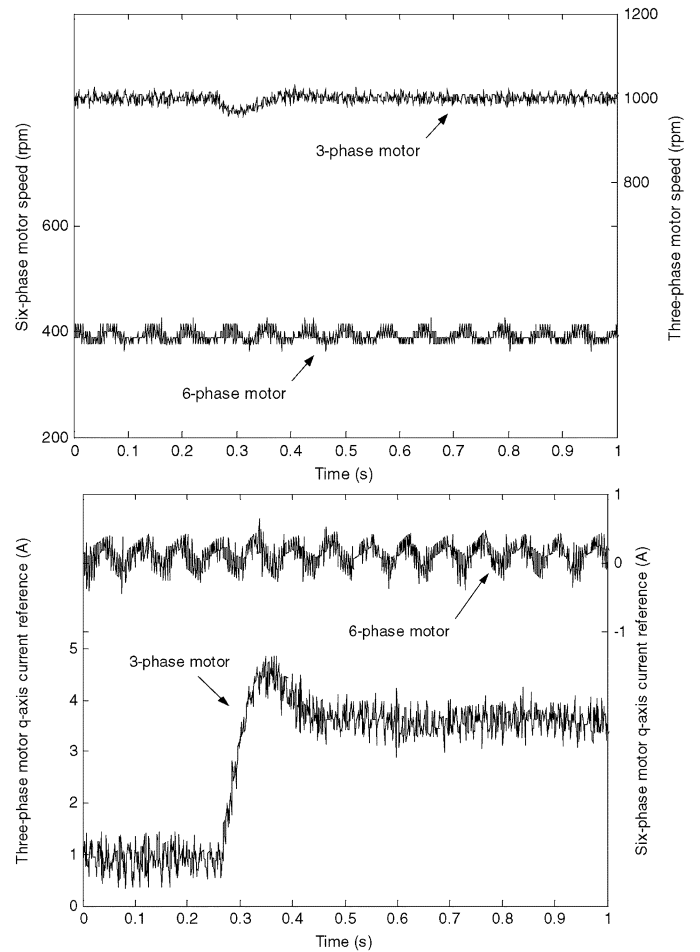 1200
1000
3-phase motor
800
600
Six-phase motor speed (rpm)
Three-phase motor speed (rpm)
400
6-phase motor
200
0 0.1 0.2 0.3 0.4 0.5 0.6 0.7 0.8 0.9 1
Time (s)
1
0
6-phase motor
-1
5
3-phase motor
4
3
2
1
0
Three-phase motor q-axis current reference (A)
Six-phase motor q-axis current reference (A)
0 0.1 0.2 0.3 0.4 0.5 0.6 0.7 0.8 0.9 1
Time (s)